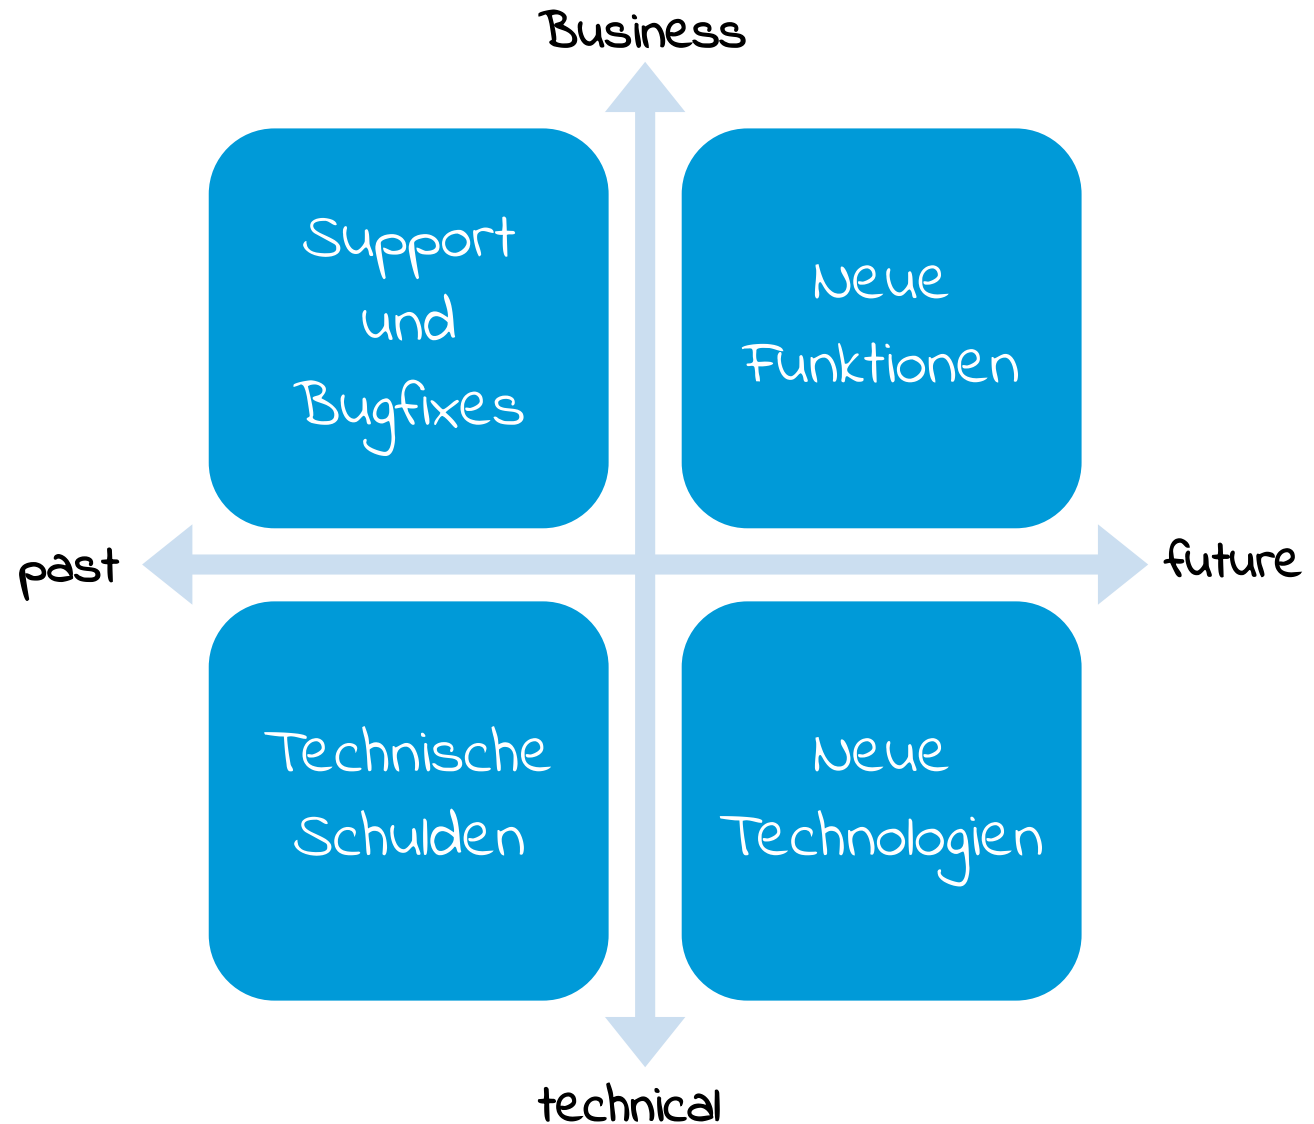 Business
Support
und
Bugfixes
Neue
Funktionen
past
future
Technische
Schulden
Neue
Technologien
technical